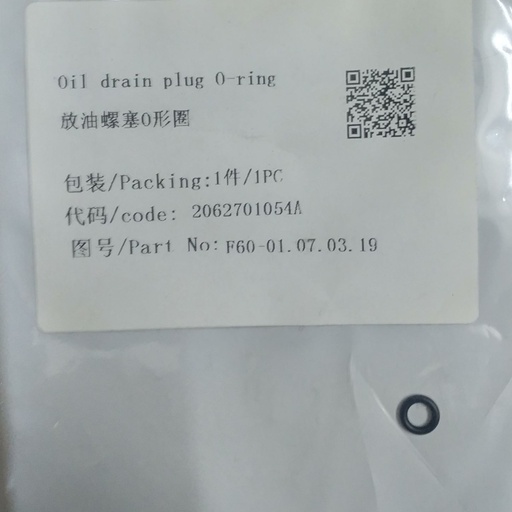 Oil drain plug O-ring
放油螺塞O形圈
包装/Packing:1件/1PC
代码/code: 2062701054A
图号/Part No: F60-01.07.03.19